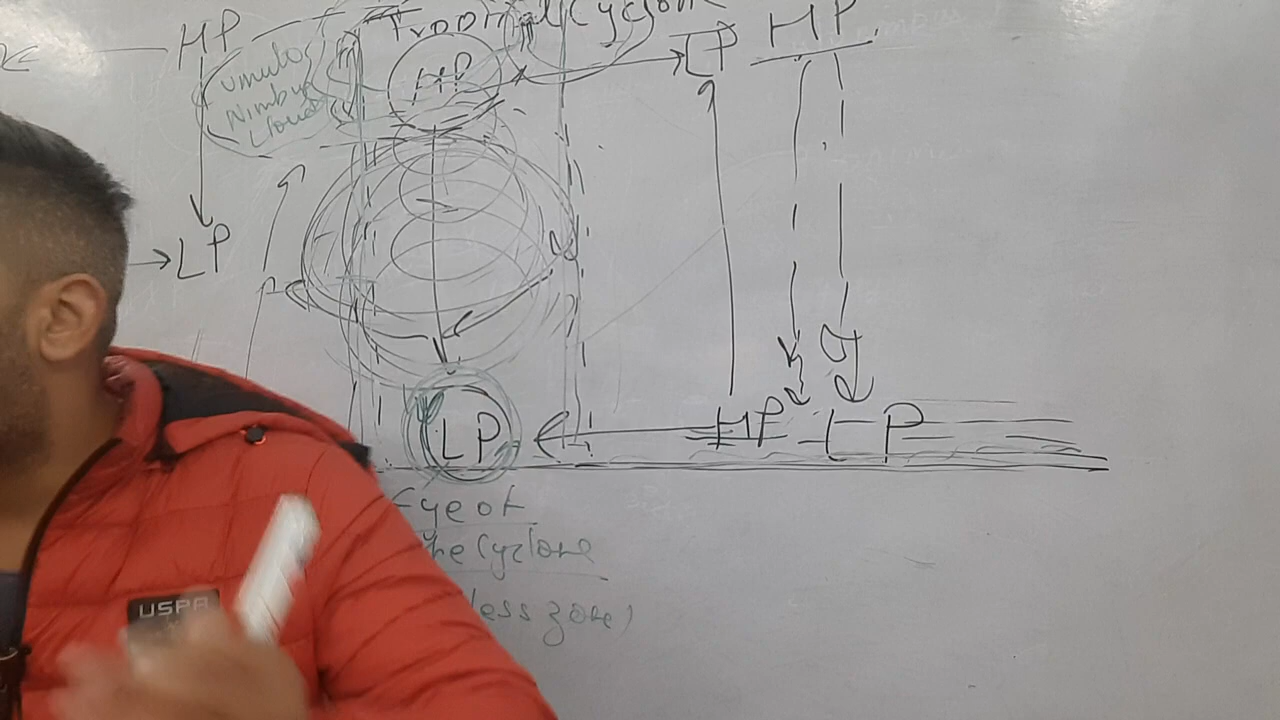 Tropical Cyclone
HP
HP
LP
HP
Cumulo
Nimbus
Cloud
LP
LP
HP
LP
Eye of
the Cyclone
less zone)
USPA